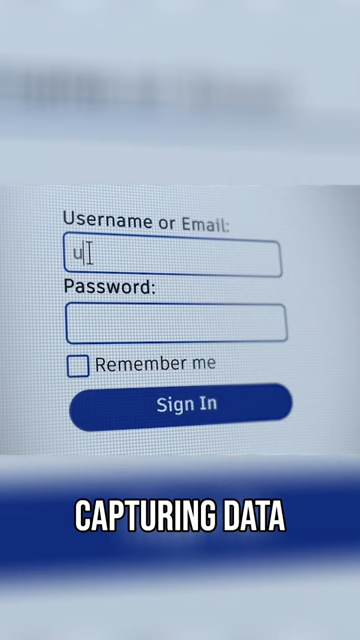 Username or Email:
u
Password:
Remember me
Sign In
CAPTURING DATA